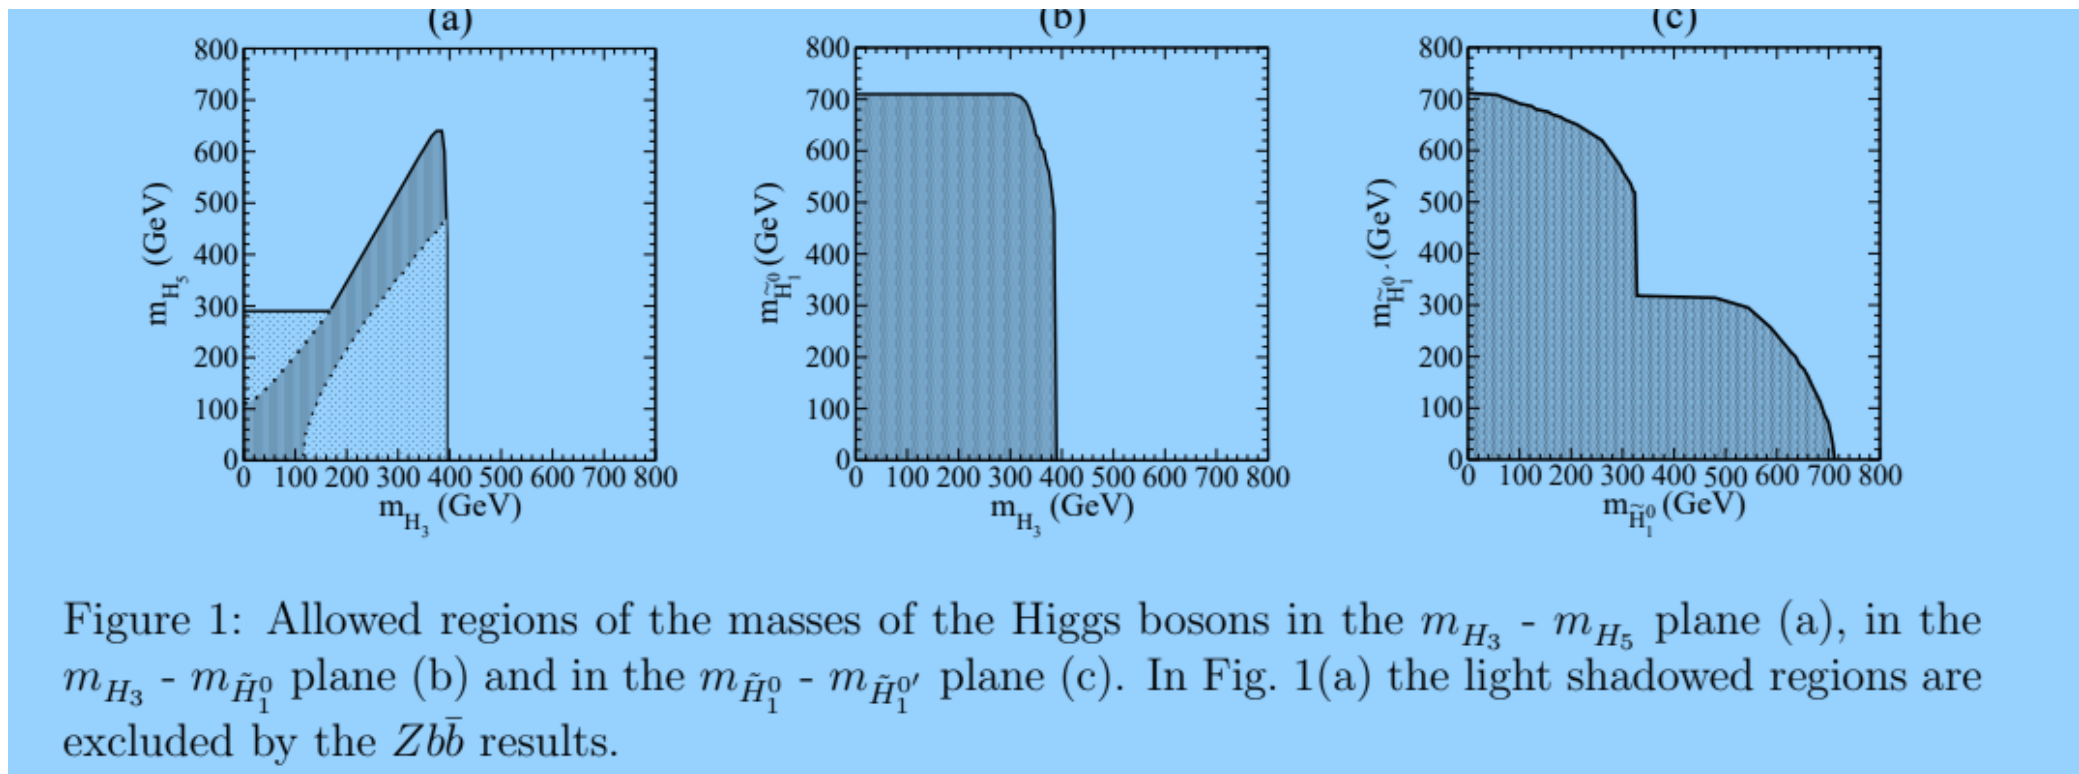 (a) (b) (c)
800 800 800
700 700 700
600 600 600
500 500 500
400 400 400
300 300 300
200 200 200
100 100 100
0 0 0
m_{H_5} (GeV) m_{\tilde{H}_1^0} (GeV) m_{\tilde{H}_1^{0'}} (GeV)
0 100 200 300 400 500 600 700 800 0 100 200 300 400 500 600 700 800 0 100 200 300 400 500 600 700 800
m_{H_3} (GeV) m_{H_3} (GeV) m_{\tilde{H}_1^0} (GeV)
Figure 1: Allowed regions of the masses of the Higgs bosons in the m_{H_3} - m_{H_5} plane (a), in the
m_{H_3} - m_{\tilde{H}_1^0} plane (b) and in the m_{\tilde{H}_1^0} - m_{\tilde{H}_1^{0'}} plane (c). In Fig. 1(a) the light shadowed regions are
excluded by the Zb\bar{b} results.